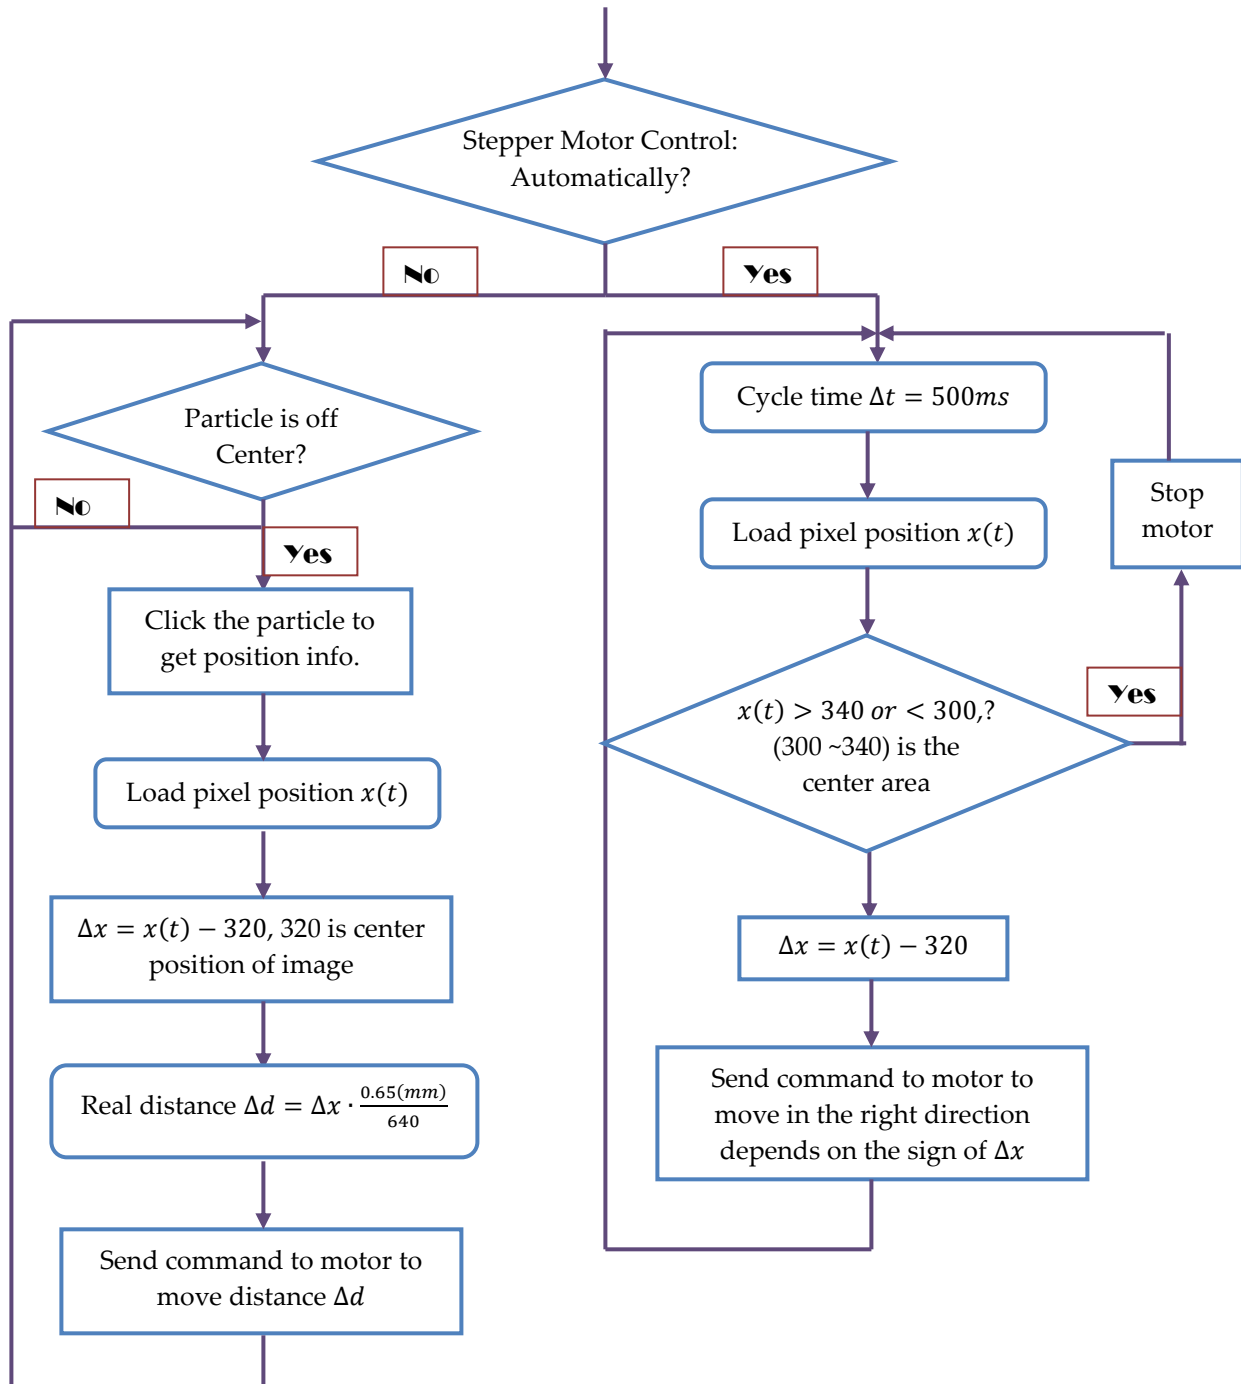 Stepper Motor Control:
Automatically?
No
Yes
Particle is off
Center?
No
Yes
Click the particle to
get position info.
Load pixel position x(t)
Δx = x(t) − 320, 320 is center
position of image
Real distance Δd = Δx · 0.65(mm)/640
Send command to motor to
move distance Δd
Cycle time Δt = 500ms
Load pixel position x(t)
Stop
motor
x(t) > 340 or < 300,?
(300 ~340) is the
center area
Yes
Δx = x(t) − 320
Send command to motor to
move in the right direction
depends on the sign of Δx